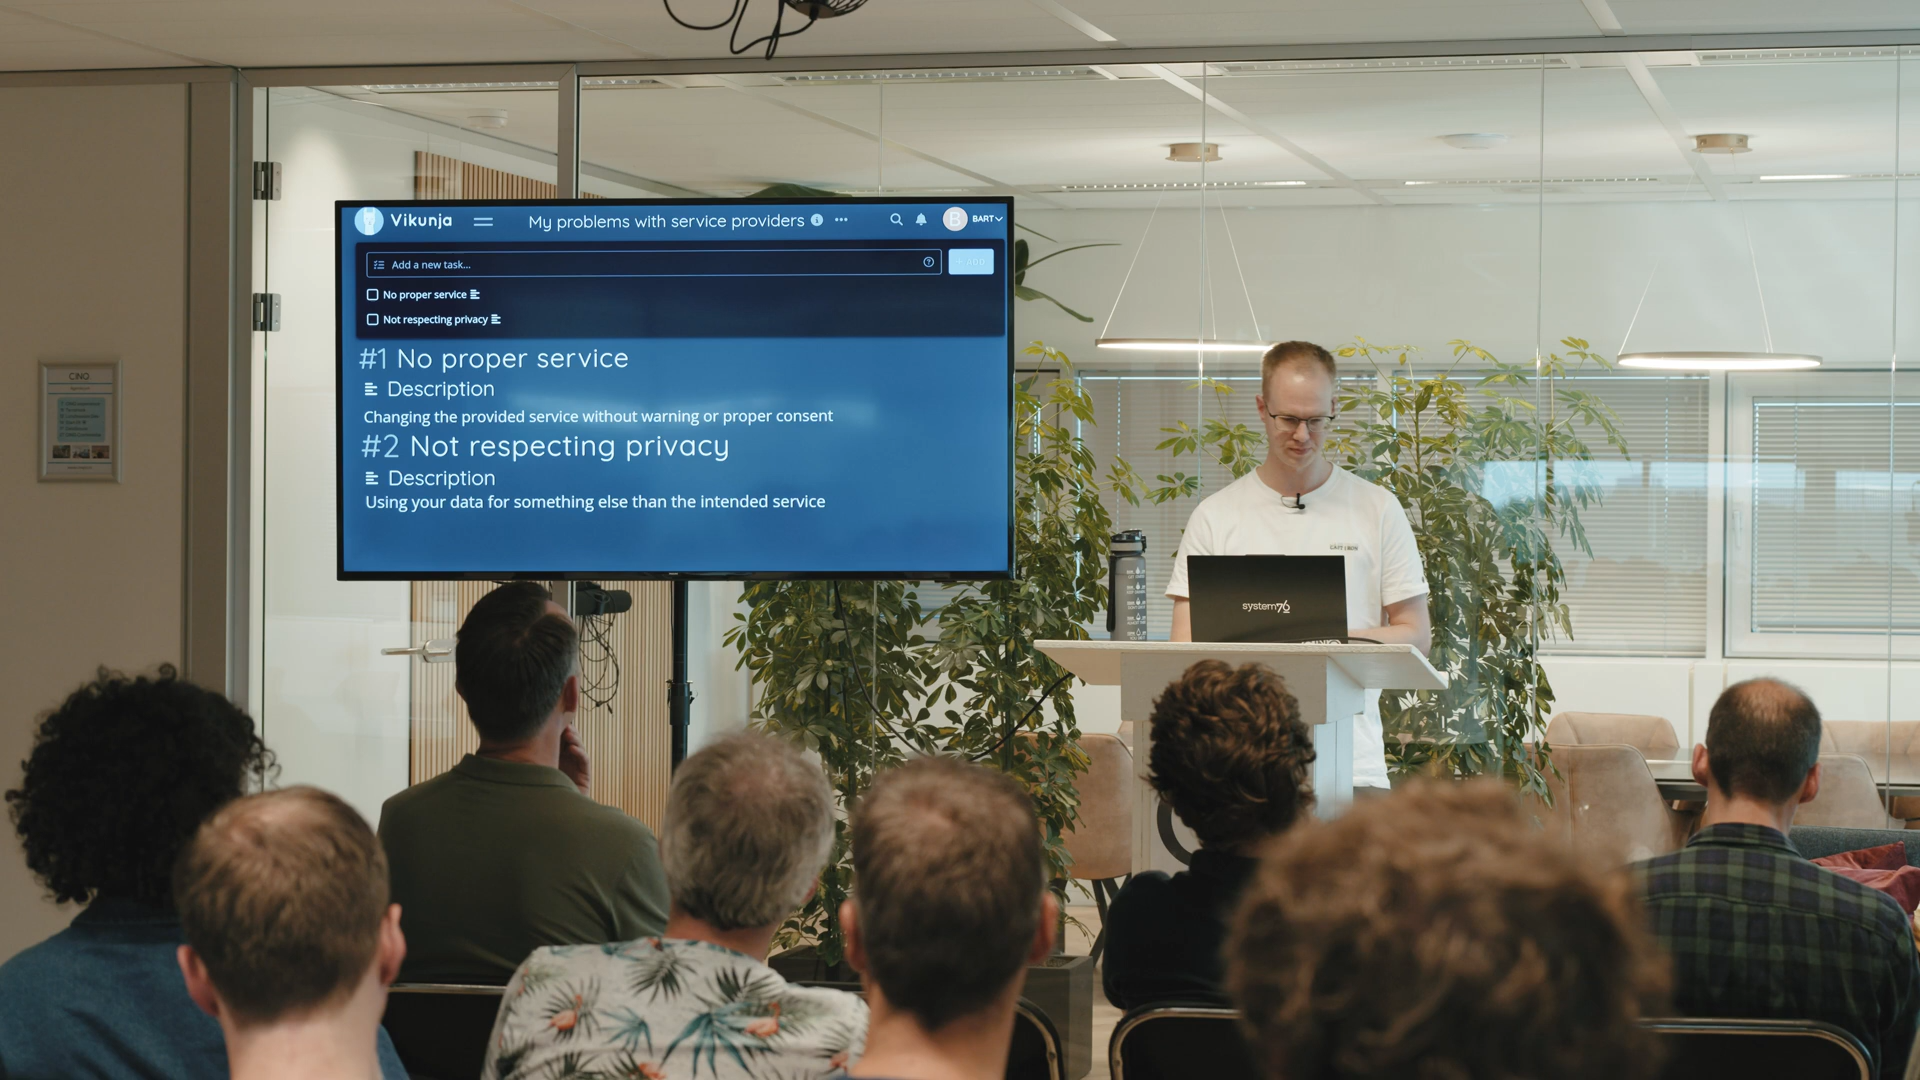 Vikunja
My problems with service providers
BART
Add a new task...
+ ADD
No proper service
Not respecting privacy
#1 No proper service
Description
Changing the provided service without warning or proper consent
#2 Not respecting privacy
Description
Using your data for something else than the intended service
CINQ
system76